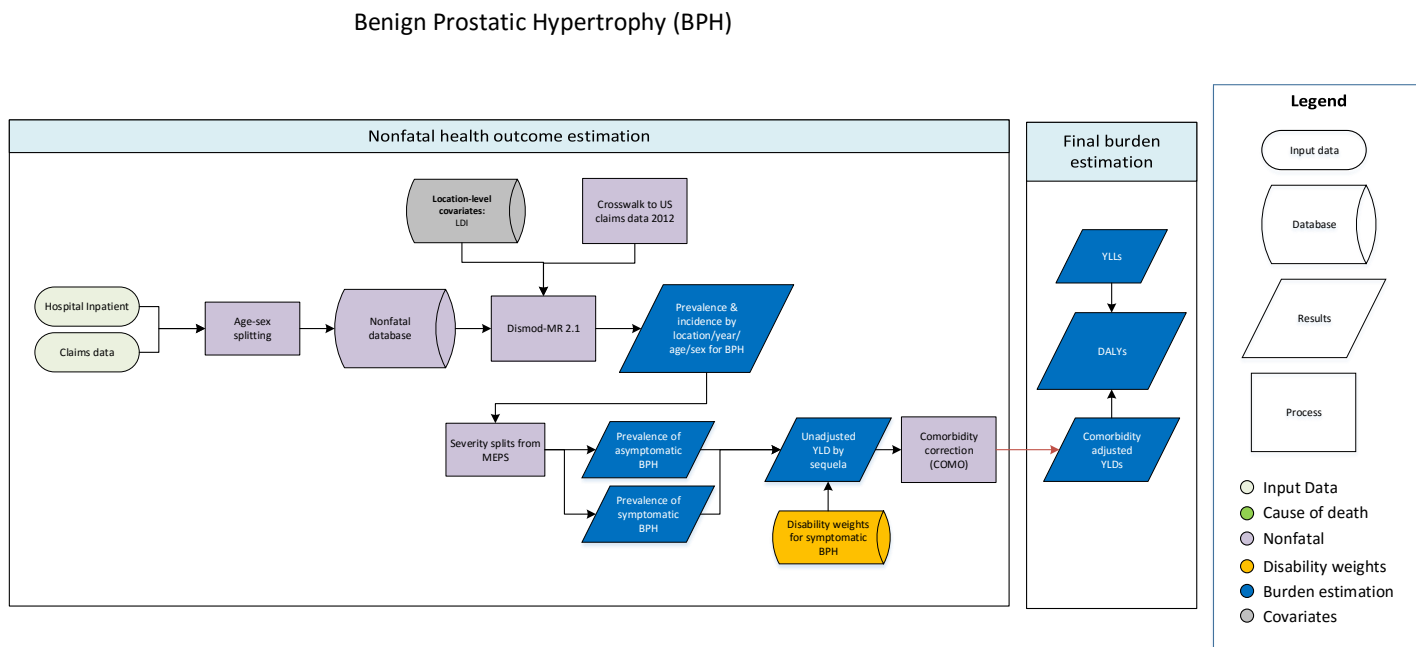 Benign Prostatic Hypertrophy (BPH)
Nonfatal health outcome estimation
Location-level
covariates:
LDI
Crosswalk to US
claims data 2012
Hospital Inpatient
Claims data
Age-sex
splitting
Nonfatal
database
Dismod-MR 2.1
Prevalence &
incidence by
location/year/
age/sex for BPH
Severity splits from
MEPS
Prevalence of
asymptomatic
BPH
Prevalence of
symptomatic
BPH
Unadjusted
YLD by
sequela
Comorbidity
correction
(COMO)
Disability weights
for symptomatic
BPH
Final burden
estimation
YLLs
DALYs
Comorbidity
adjusted
YLDs
Legend
Input data
Database
Results
Process
Input Data
Cause of death
Nonfatal
Disability weights
Burden estimation
Covariates